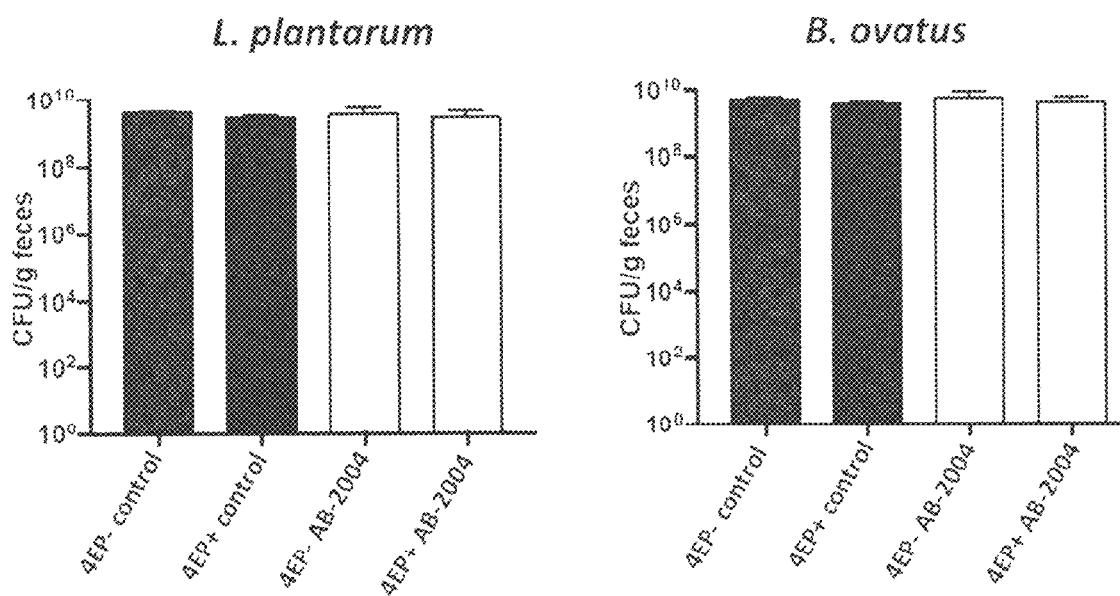 L. plantarum
CFU/g feces
10¹⁰
10⁸
10⁶
10⁴
10²
10⁰
4EP- control
4EP+ control
4EP- AB-2004
4EP+ AB-2004
B. ovatus
CFU/g feces
10¹⁰
10⁸
10⁶
10⁴
10²
10⁰
4EP- control
4EP+ control
4EP- AB-2004
4EP+ AB-2004